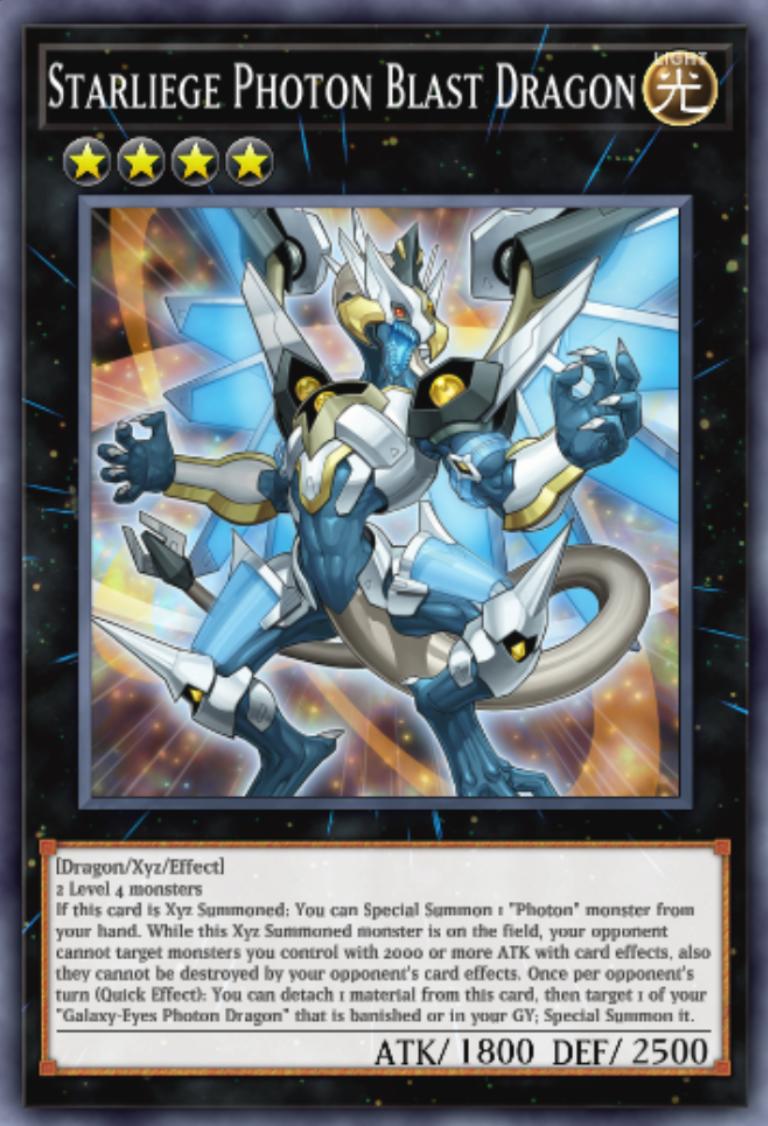 STARLIEGE PHOTON BLAST DRAGON
LIGHT
光
[Dragon/Xyz/Effect]
2 Level 4 monsters
If this card is Xyz Summoned: You can Special Summon 1 "Photon" monster from
your hand. While this Xyz Summoned monster is on the field, your opponent
cannot target monsters you control with 2000 or more ATK with card effects, also
they cannot be destroyed by your opponent's card effects. Once per opponent's
turn (Quick Effect): You can detach 1 material from this card, then target 1 of your
"Galaxy-Eyes Photon Dragon" that is banished or in your GY; Special Summon it.
ATK/ 1800 DEF/ 2500